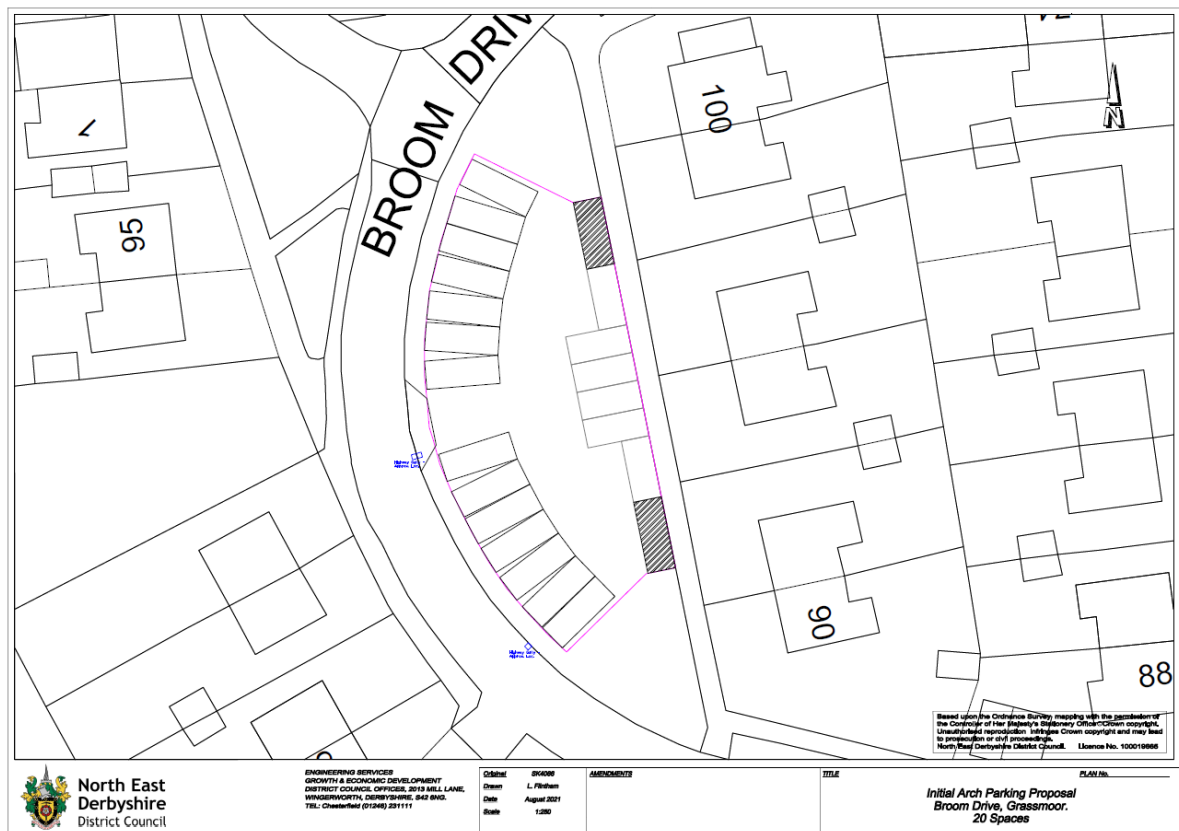 BROOM DRIV
100
7
95
90
88
N
Based upon the Ordnance Survey mapping with the permission of
the Controller of Her Majesty's Stationery Office © Crown copyright.
Unauthorised reproduction infringes Crown copyright and may lead
to prosecution or civil proceedings.
North East Derbyshire District Council. Licence No. 100019666
North East
Derbyshire
District Council
ENGINEERING SERVICES
GROWTH & ECONOMIC DEVELOPMENT
DISTRICT COUNCIL OFFICES, 2013 MILL LANE,
WINGERWORTH, DERBYSHIRE, S42 6NG.
TEL: Chesterfield (01246) 231111
Original SK4066
Drawn L. Flintham
Date August 2021
Scale 1:250
AMENDMENTS
TITLE
PLAN No.
Initial Arch Parking Proposal
Broom Drive, Grassmoor.
20 Spaces